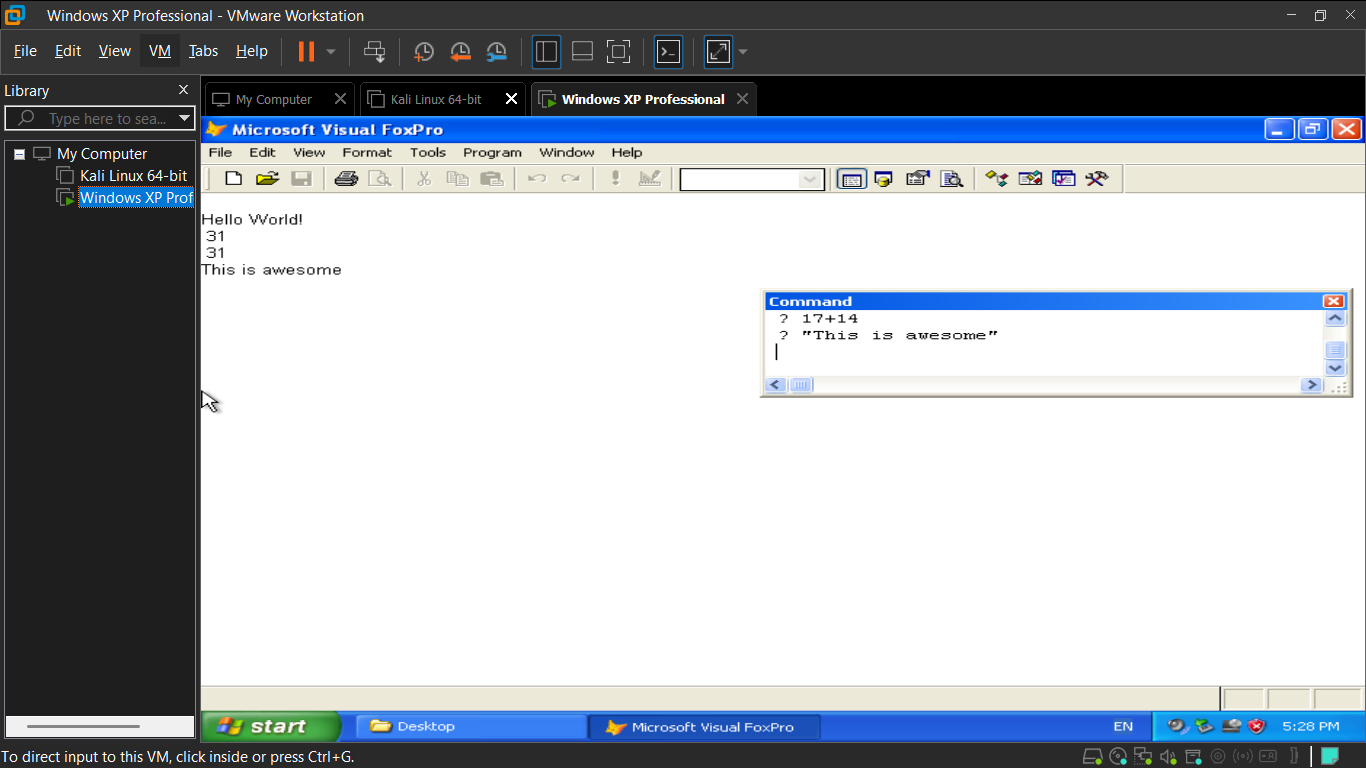 Windows XP Professional - VMware Workstation
File Edit View VM Tabs Help
Library
Type here to sea...
My Computer
Kali Linux 64-bit
Windows XP Prof
My Computer Kali Linux 64-bit Windows XP Professional
Microsoft Visual FoxPro
File Edit View Format Tools Program Window Help
Hello World!
31
31
This is awesome
Command
? 17+14
? "This is awesome"
start Desktop Microsoft Visual FoxPro EN 5:28 PM
To direct input to this VM, click inside or press Ctrl+G.